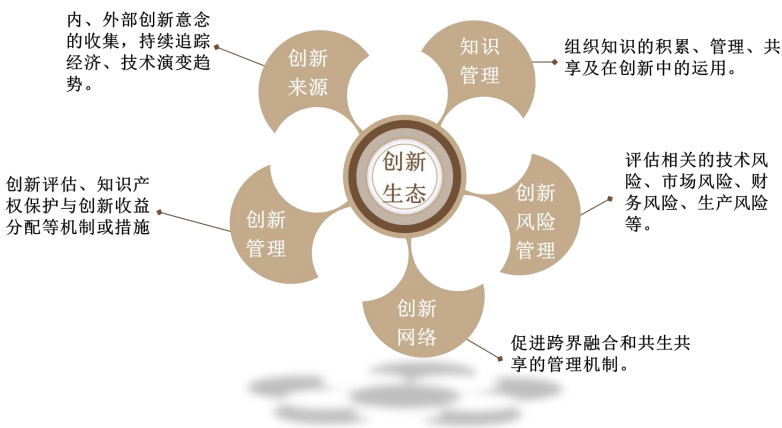 内、外部创新意念
的收集，持续追踪
经济、技术演变趋
势。
创新
来源
知识
管理
组织知识的积累、管理、共
享及在创新中的运用。
创新
生态
创新评估、知识产
权保护与创新收益
分配等机制或措施
创新
管理
创新
风险
管理
评估相关的技术风
险、市场风险、财
务风险、生产风险
等。
创新
网络
促进跨界融合和共生共
享的管理机制。